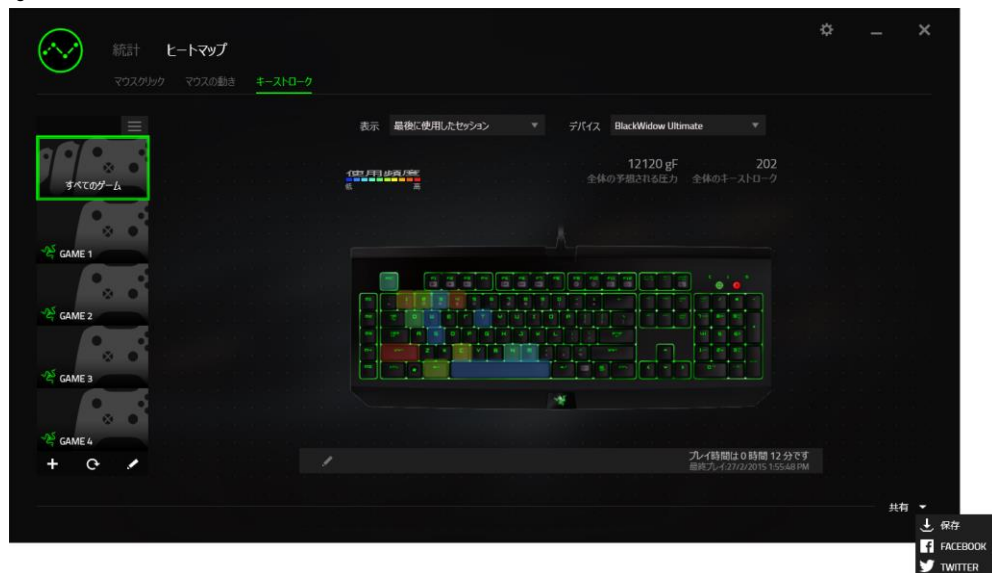 統計 ヒートマップ
マウスクリック マウスの動き キーストローク
表示 最後に使用したセッション デバイス BlackWidow Ultimate
使用頻度
低 高
12120 gF 202
全体の予想される圧力 全体のキーストローク
すべてのゲーム
GAME 1
GAME 2
GAME 3
GAME 4
プレイ時間は 0 時間 12 分です
最終プレイ:27/2/2015 1:55:48 PM
共有
保存
FACEBOOK
TWITTER